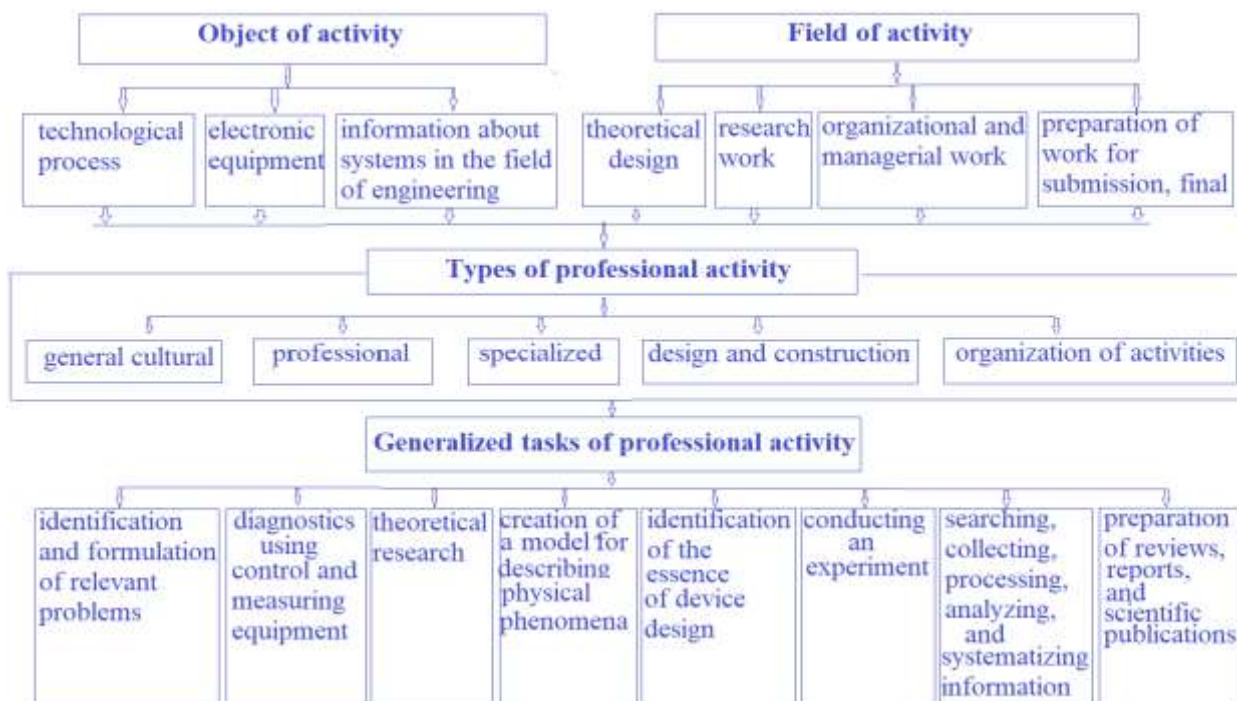 Object of activity
Field of activity
technological
process
electronic
equipment
information about
systems in the field
of engineering
theoretical
design
research
work
organizational and
managerial work
preparation of
work for
submission, final
Types of professional activity
general cultural
professional
specialized
design and construction
organization of activities
Generalized tasks of professional activity
identification
and formulation
of relevant
problems
diagnostics
using
control and
measuring
equipment
theoretical
research
creation of
a model for
describing
physical
phenomena
identification
of the
essence
of device
design
conducting
an
experiment
searching,
collecting,
processing,
analyzing,
and
systematizing
information
preparation
of reviews,
reports,
and
scientific
publications